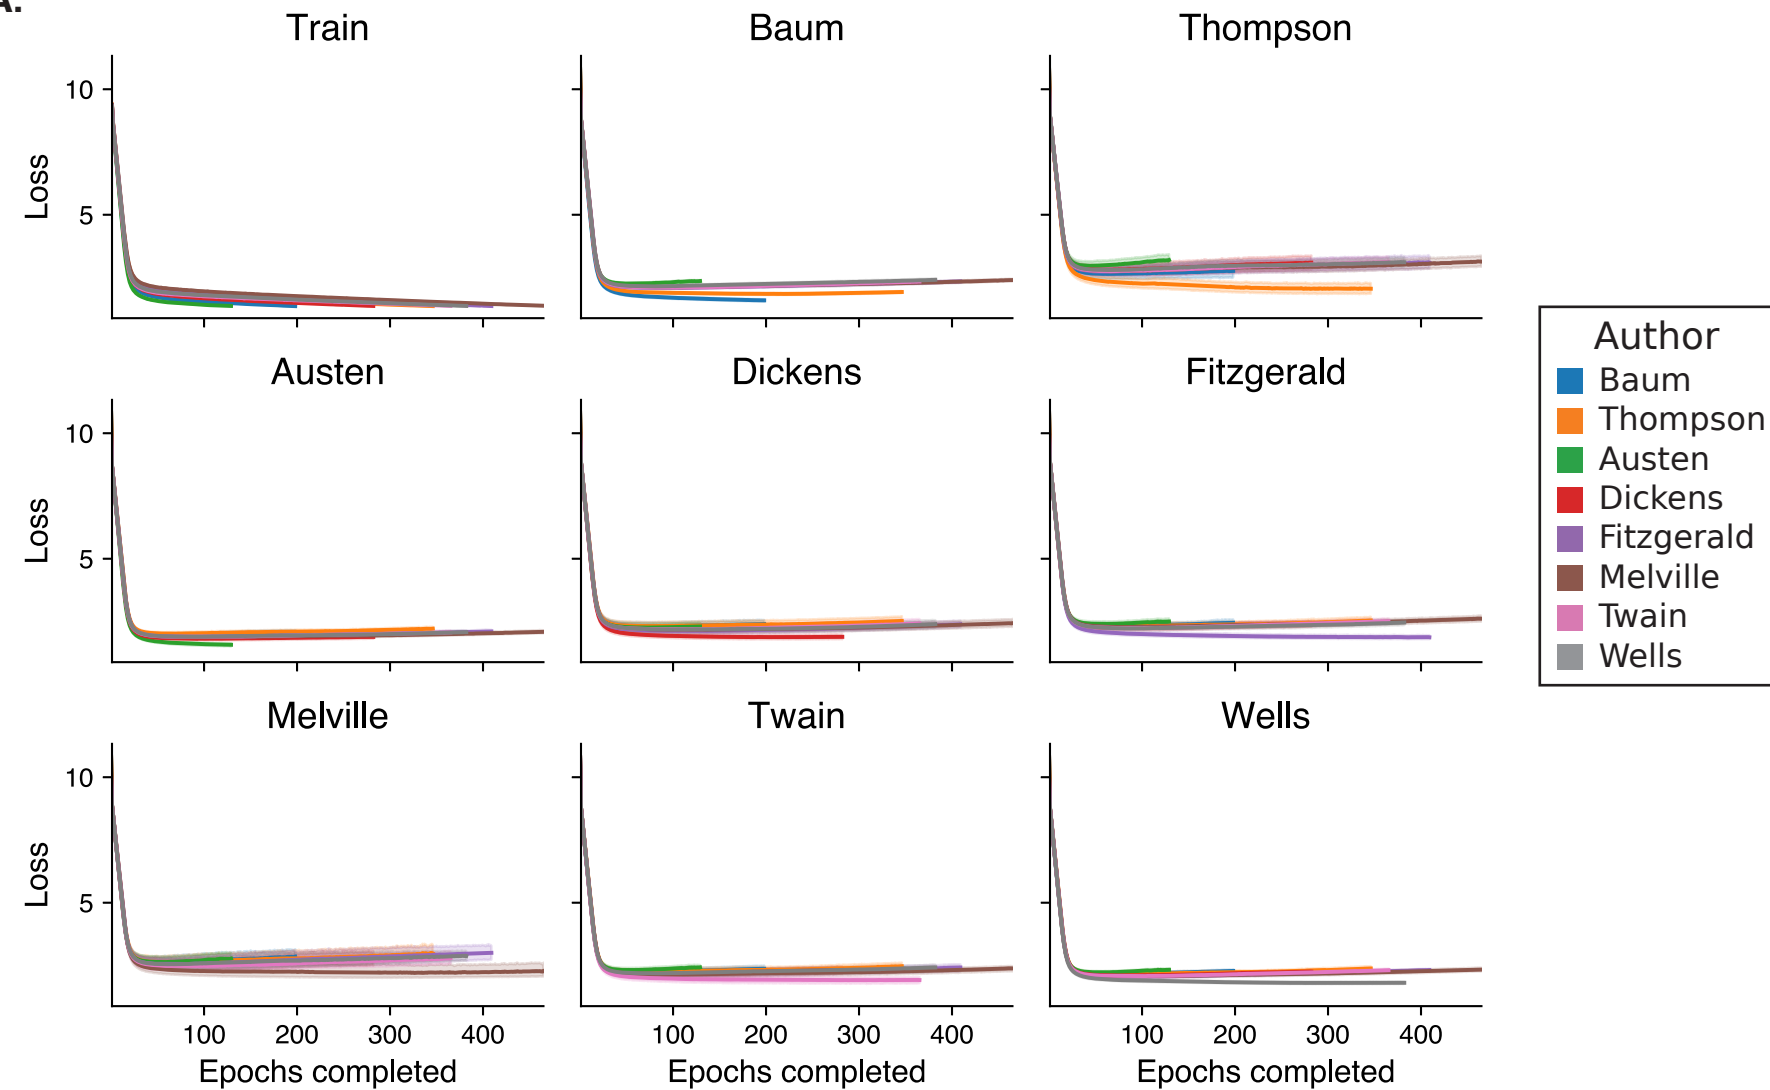 A.
Train Baum Thompson
10
Loss
5
Austen Dickens Fitzgerald
10
Loss
5
Author
Baum
Thompson
Austen
Dickens
Fitzgerald
Melville
Twain
Wells
Melville Twain Wells
10
Loss
5
100 200 300 400 100 200 300 400 100 200 300 400
Epochs completed Epochs completed Epochs completed